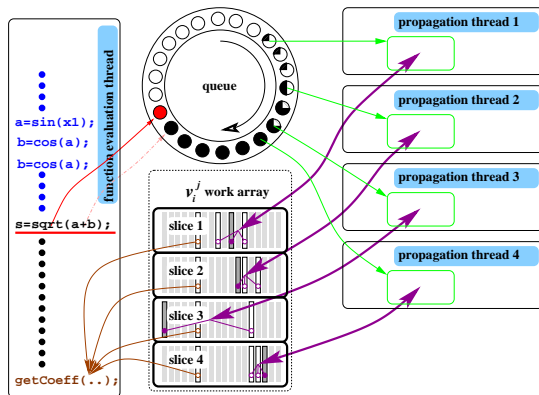 function evaluation thread
a=sin(x1);
b=cos(a);
b=cos(a);
s=sqrt(a+b);
getCoeff(..);
queue
v_i^j work array
slice 1
slice 2
slice 3
slice 4
propagation thread 1
propagation thread 2
propagation thread 3
propagation thread 4